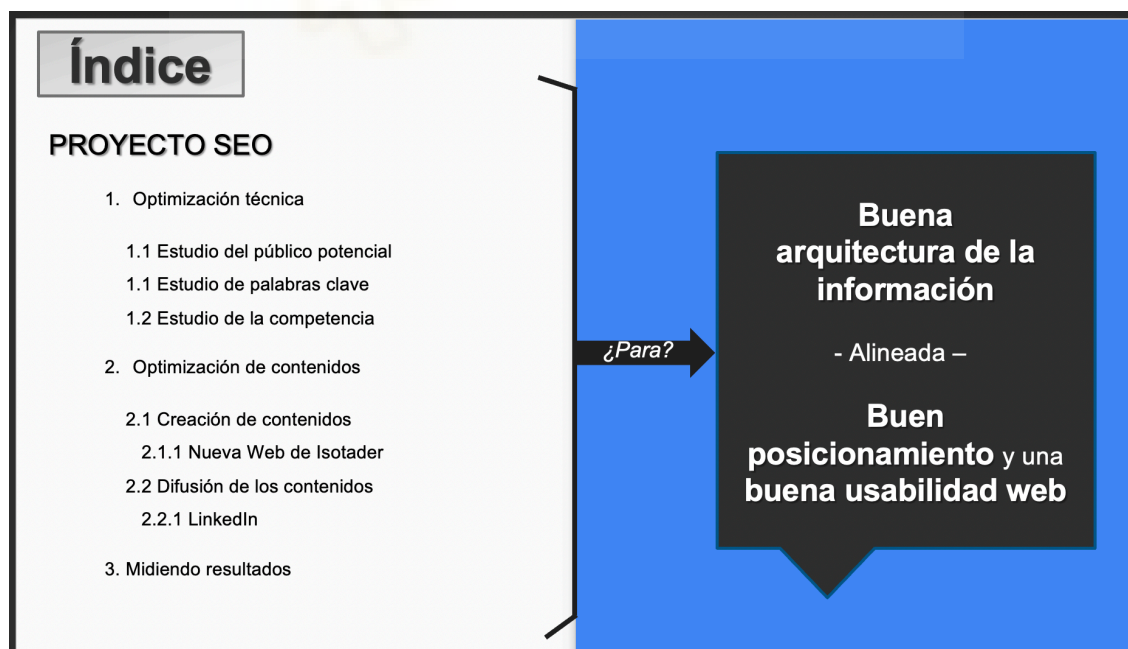 Índice
PROYECTO SEO
1. Optimización técnica
1.1 Estudio del público potencial
1.1 Estudio de palabras clave
1.2 Estudio de la competencia
2. Optimización de contenidos
2.1 Creación de contenidos
2.1.1 Nueva Web de Isotader
2.2 Difusión de los contenidos
2.2.1 LinkedIn
3. Midiendo resultados
¿Para?
Buena
arquitectura de la
información
- Alineada –
Buen
posicionamiento y una
buena usabilidad web